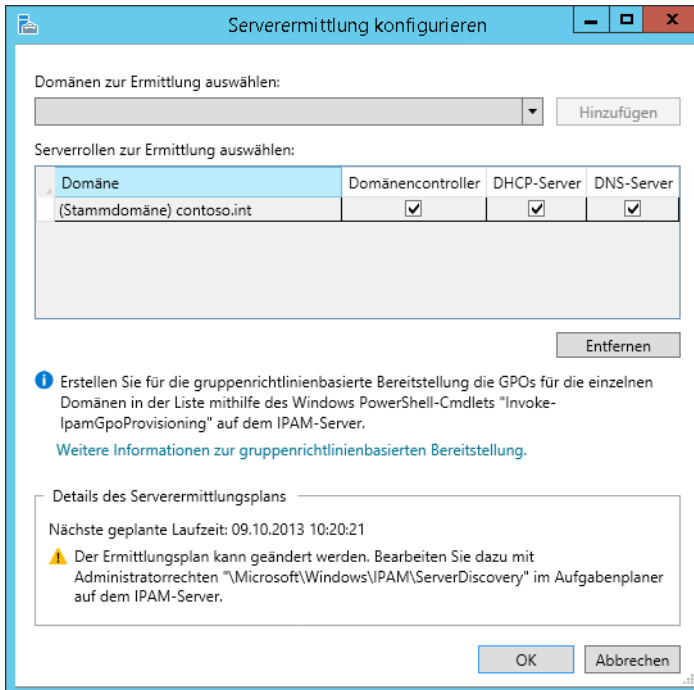 Serverermittlung konfigurieren
Domänen zur Ermittlung auswählen:
Hinzufügen
Serverrollen zur Ermittlung auswählen:
Domäne Domänencontroller DHCP-Server DNS-Server
(Stammdomäne) contoso.int
Entfernen
Erstellen Sie für die gruppenrichtlinienbasierte Bereitstellung die GPOs für die einzelnen
Domänen in der Liste mithilfe des Windows PowerShell-Cmdlets "Invoke-
IpamGpoProvisioning" auf dem IPAM-Server.
Weitere Informationen zur gruppenrichtlinienbasierten Bereitstellung.
Details des Serverermittlungsplans
Nächste geplante Laufzeit: 09.10.2013 10:20:21
Der Ermittlungsplan kann geändert werden. Bearbeiten Sie dazu mit
Administratorrechten "\Microsoft\Windows\IPAM\ServerDiscovery" im Aufgabenplaner
auf dem IPAM-Server.
OK Abbrechen